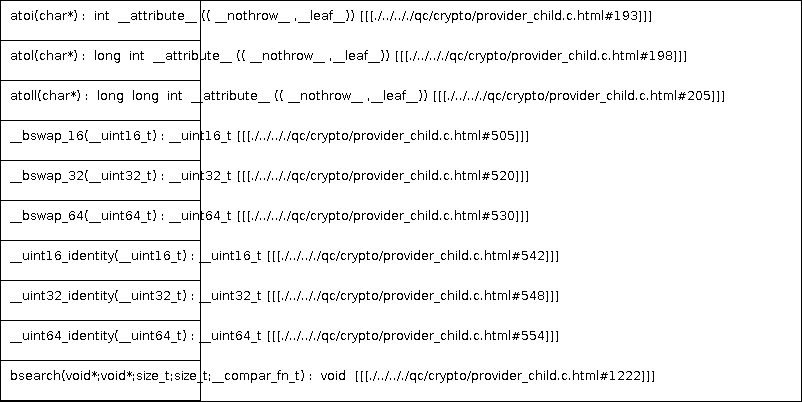 atoi(char*) : int __attribute__ (( __nothrow__ ,__leaf__)) [[[./../.././qc/crypto/provider_child.c.html#193]]]
atol(char*) : long int __attribute__ (( __nothrow__ ,__leaf__)) [[[./../.././qc/crypto/provider_child.c.html#198]]]
atoll(char*) : long long int __attribute__ (( __nothrow__ ,__leaf__)) [[[./../.././qc/crypto/provider_child.c.html#205]]]
__bswap_16(__uint16_t) : __uint16_t [[[./../.././qc/crypto/provider_child.c.html#505]]]
__bswap_32(__uint32_t) : __uint32_t [[[./../.././qc/crypto/provider_child.c.html#520]]]
__bswap_64(__uint64_t) : __uint64_t [[[./../.././qc/crypto/provider_child.c.html#530]]]
__uint16_identity(__uint16_t) : __uint16_t [[[./../.././qc/crypto/provider_child.c.html#542]]]
__uint32_identity(__uint32_t) : __uint32_t [[[./../.././qc/crypto/provider_child.c.html#548]]]
__uint64_identity(__uint64_t) : __uint64_t [[[./../.././qc/crypto/provider_child.c.html#554]]]
bsearch(void*;void*;size_t;size_t;__compar_fn_t) : void [[[./../.././qc/crypto/provider_child.c.html#1222]]]